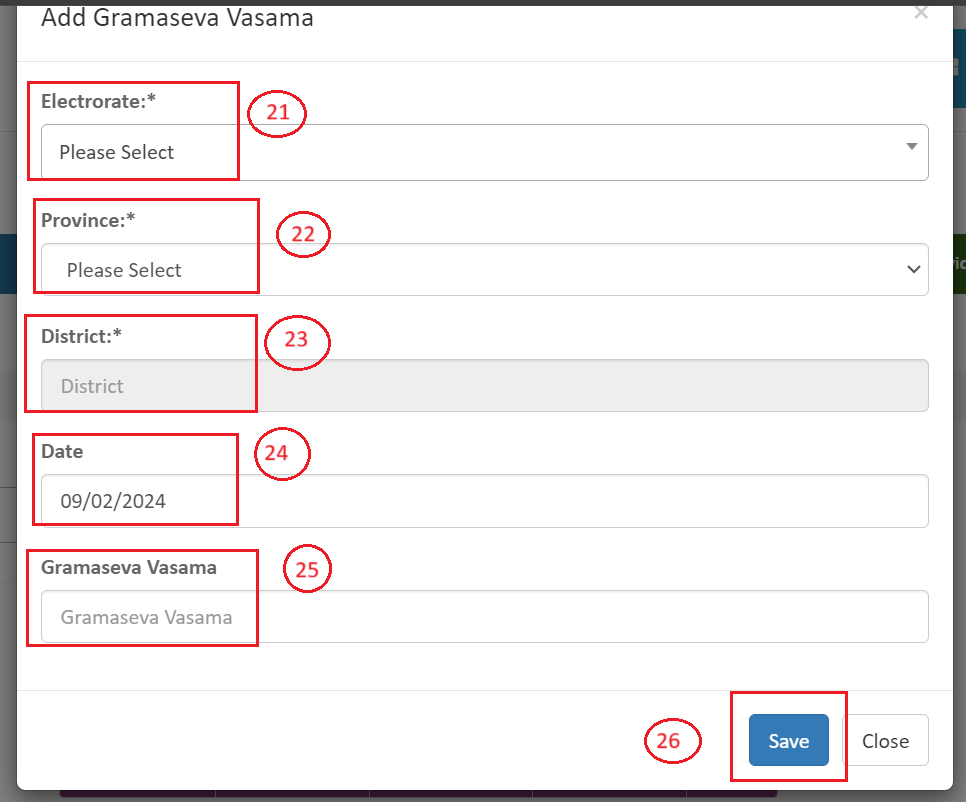 Add Gramaseva Vasama
×
Electrorate:*
21
Please Select
Province:*
22
Please Select
District:*
23
District
Date
24
09/02/2024
Gramaseva Vasama
25
Gramaseva Vasama
26
Save
Close